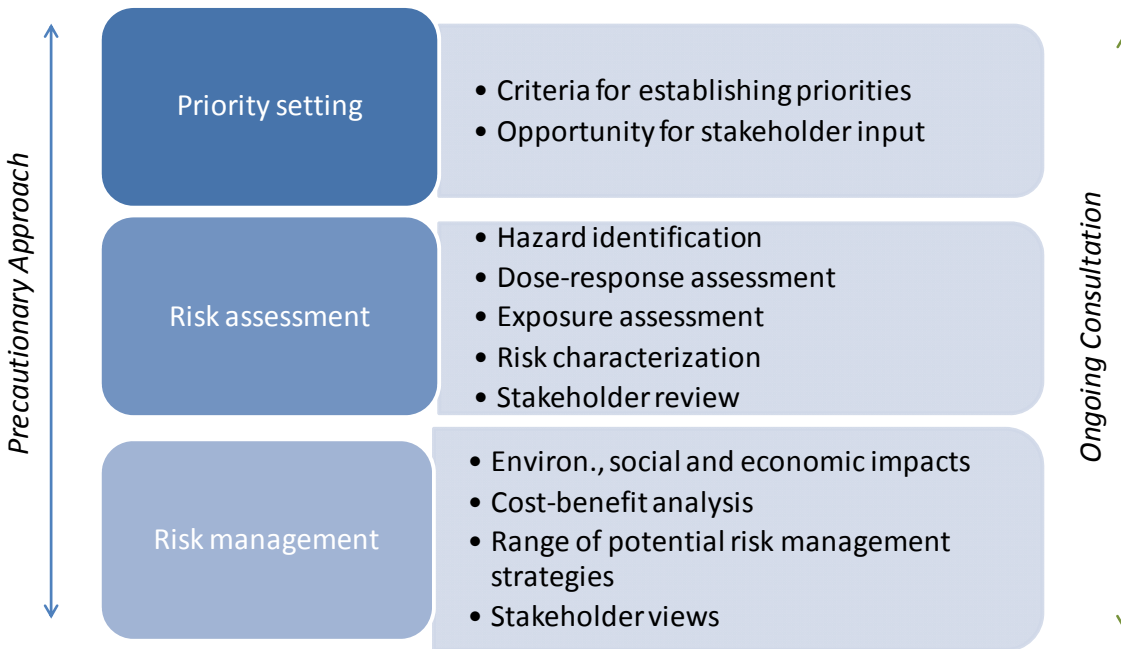 Precautionary Approach
Priority setting
• Criteria for establishing priorities
• Opportunity for stakeholder input
Risk assessment
• Hazard identification
• Dose-response assessment
• Exposure assessment
• Risk characterization
• Stakeholder review
Risk management
• Environ., social and economic impacts
• Cost-benefit analysis
• Range of potential risk management
strategies
• Stakeholder views
Ongoing Consultation